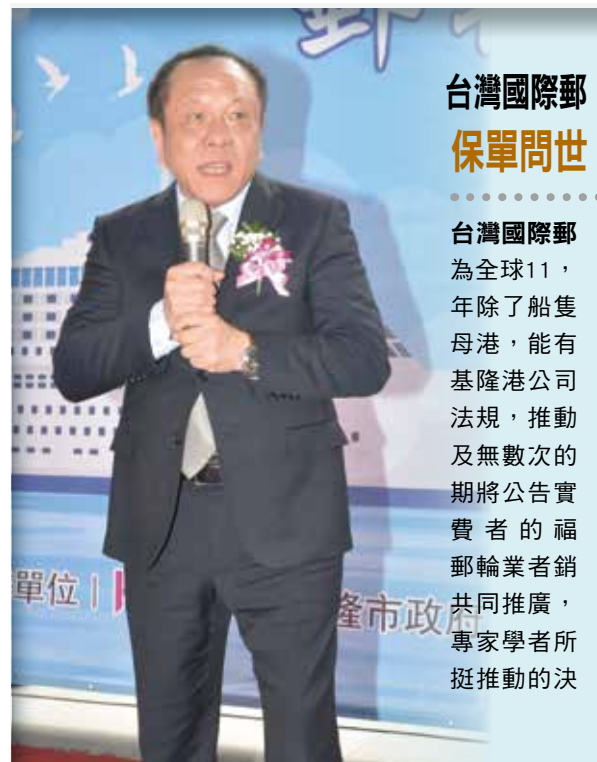 郵
台灣國際郵
保單問世
台灣國際郵
為全球11，
年除了船隻
母港，能有
基隆港公司
法規，推動
及無數次的
期將公告實
費者的福
郵輪業者銷
共同推廣，
專家學者所
挺推動的決
單位 |
隆市政府